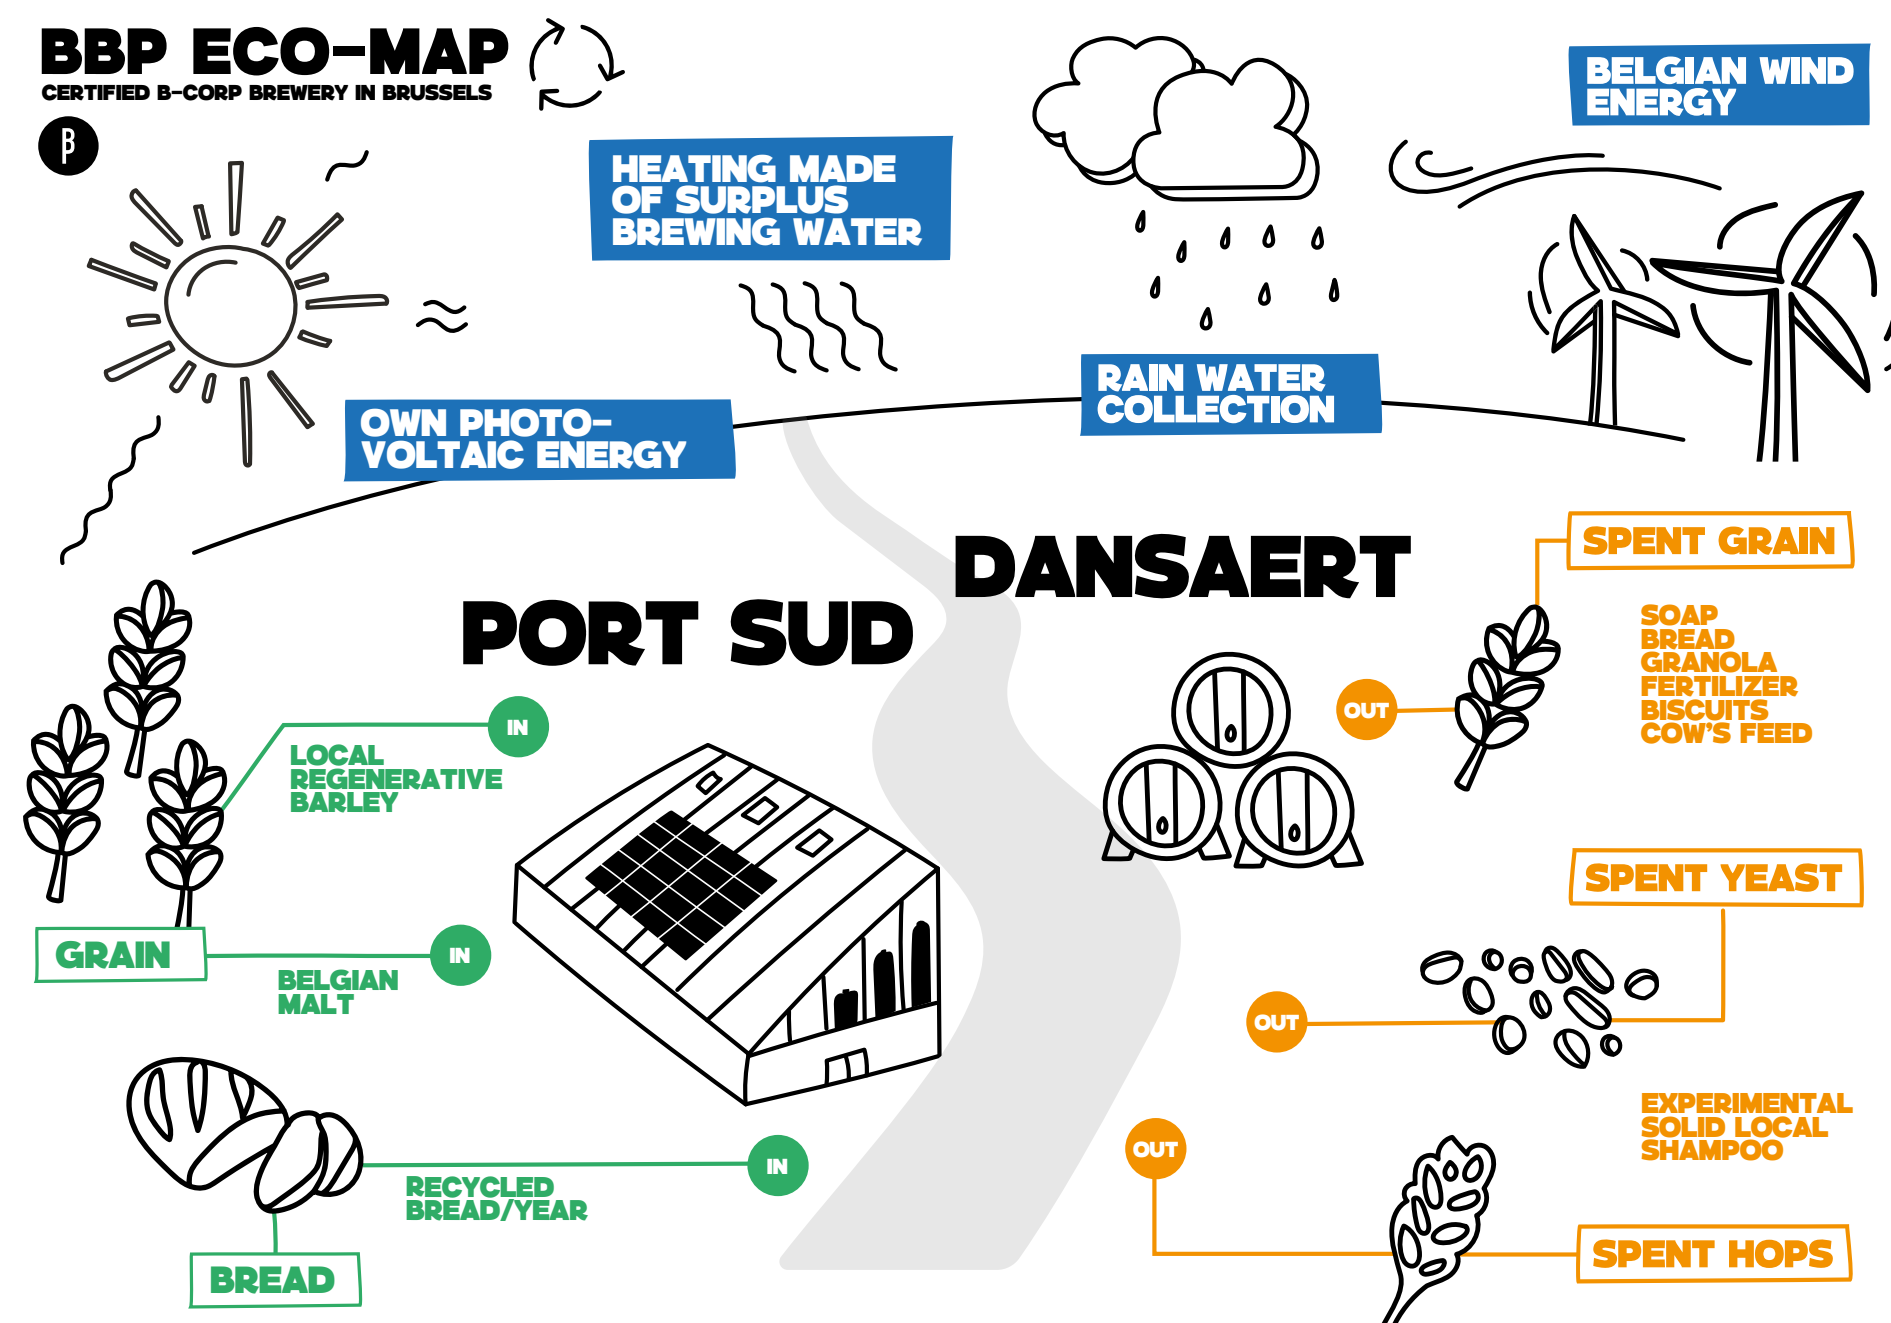 BBP ECO-MAP
CERTIFIED B-CORP BREWERY IN BRUSSELS
BELGIAN WIND
ENERGY
HEATING MADE
OF SURPLUS
BREWING WATER
RAIN WATER
COLLECTION
OWN PHOTO-
VOLTAIC ENERGY
DANSAERT
PORT SUD
SPENT GRAIN
SOAP
BREAD
GRANOLA
FERTILIZER
BISCUITS
COW'S FEED
OUT
IN
LOCAL
REGENERATIVE
BARLEY
SPENT YEAST
GRAIN
IN
BELGIAN
MALT
OUT
EXPERIMENTAL
SOLID LOCAL
SHAMPOO
OUT
IN
RECYCLED
BREAD/YEAR
SPENT HOPS
BREAD